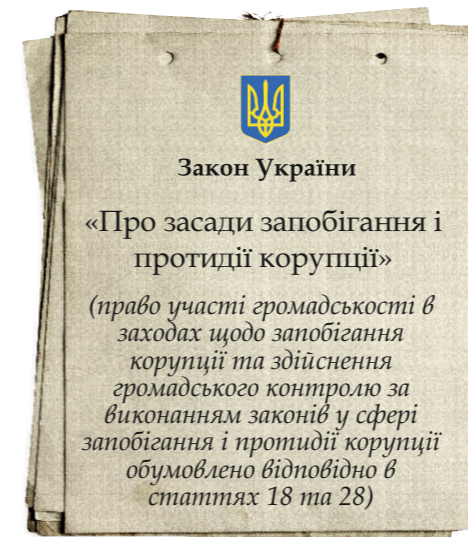 Закон України
«Про засади запобігання і
протидії корупції»
(право участі громадськості в
заходах щодо запобігання
корупції та здійснення
громадського контролю за
виконанням законів у сфері
запобігання і протидії корупції
обумовлено відповідно в
статтях 18 та 28)